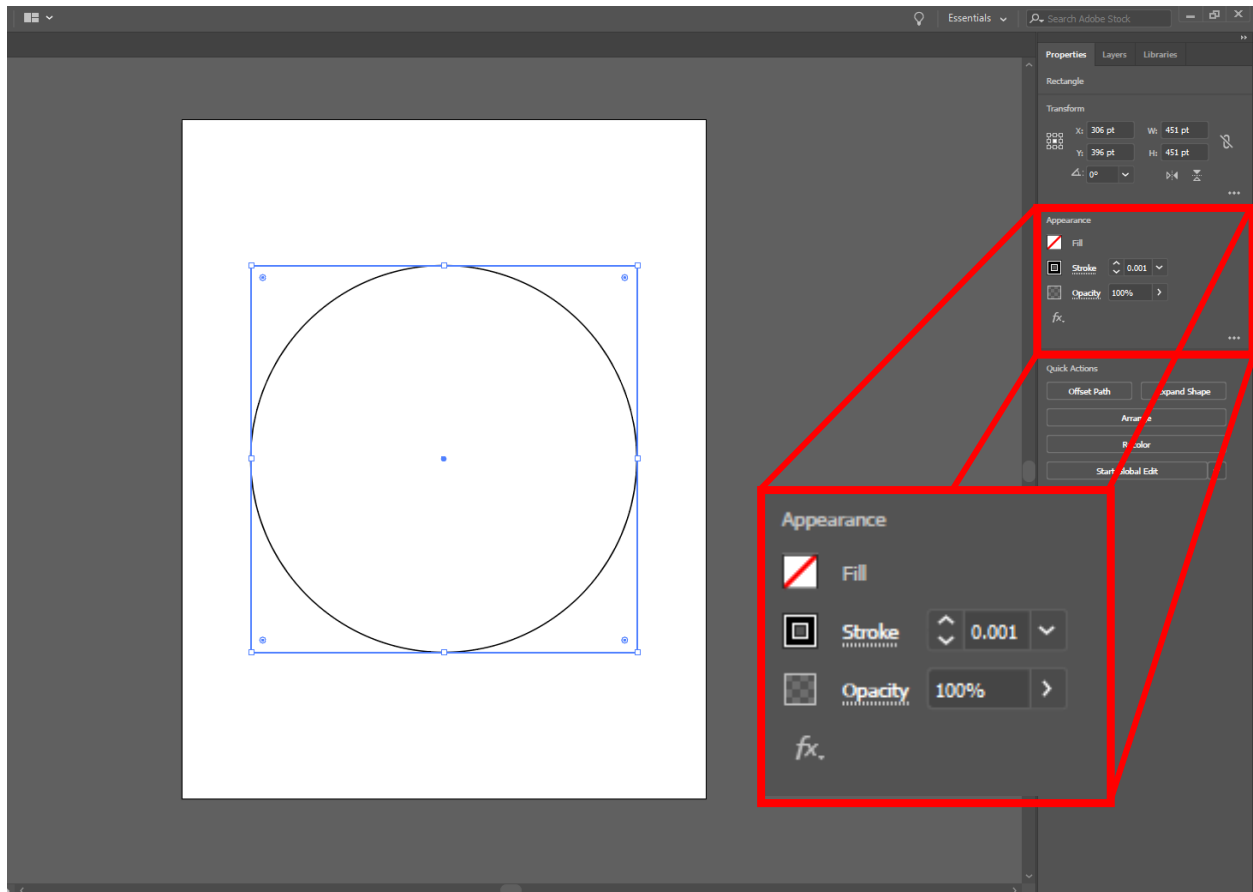 Essentials
Search Adobe Stock
Properties Layers Libraries
Rectangle
Transform
X: 306 pt W: 451 pt
Y: 396 pt H: 451 pt
0°
Appearance
Fill
Stroke 0.001
Opacity 100%
fx.
Quick Actions
Offset Path Expand Shape
Arrange
Recolor
Start Global Edit
Appearance
Fill
Stroke 0.001
Opacity 100%
fx.